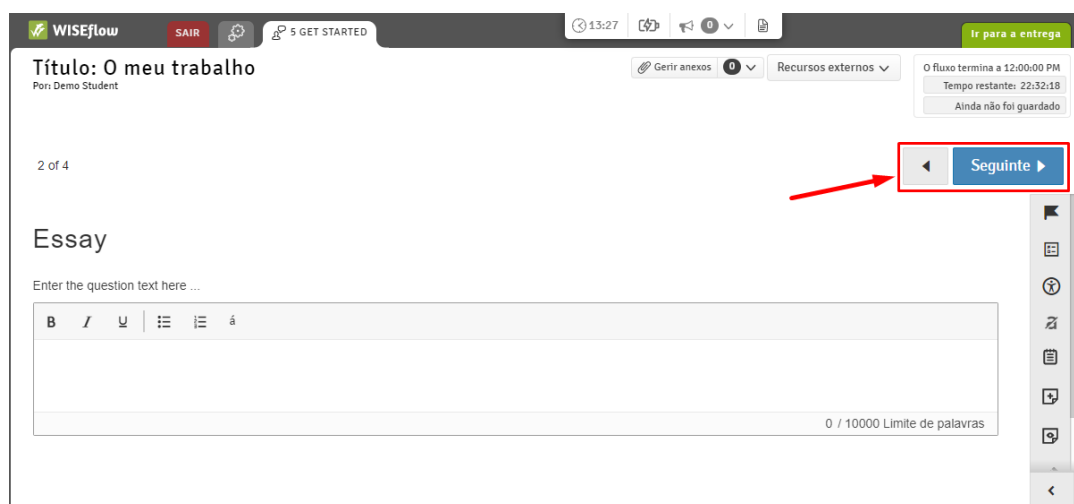 WISEflow
SAIR
5 GET STARTED
13:27
0
Ir para a entrega
Título: O meu trabalho
Por: Demo Student
Gerir anexos 0
Recursos externos
O fluxo termina a 12:00:00 PM
Tempo restante: 22:32:18
Ainda não foi guardado
2 of 4
Seguinte
Essay
Enter the question text here ...
B I U á
0 / 10000 Limite de palavras